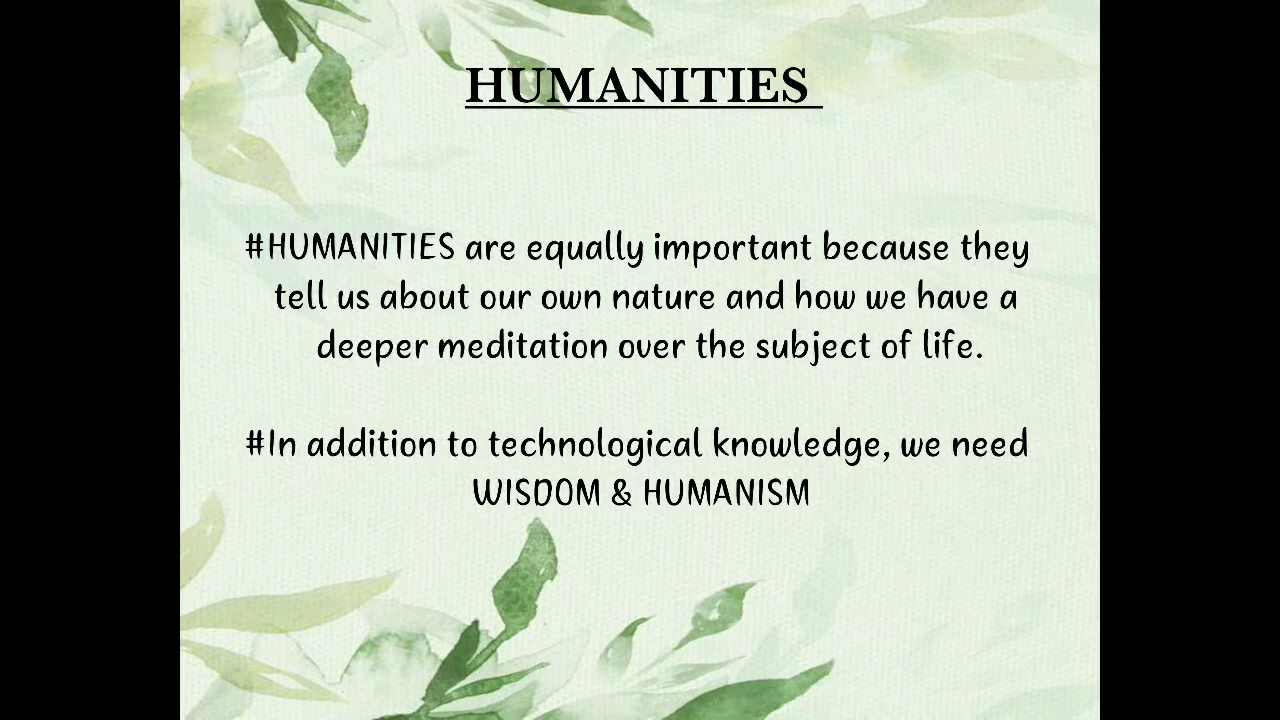 HUMANITIES
#HUMANITIES are equally important because they
tell us about our own nature and how we have a
deeper meditation over the subject of life.
#In addition to technological knowledge, we need
WISDOM & HUMANISM